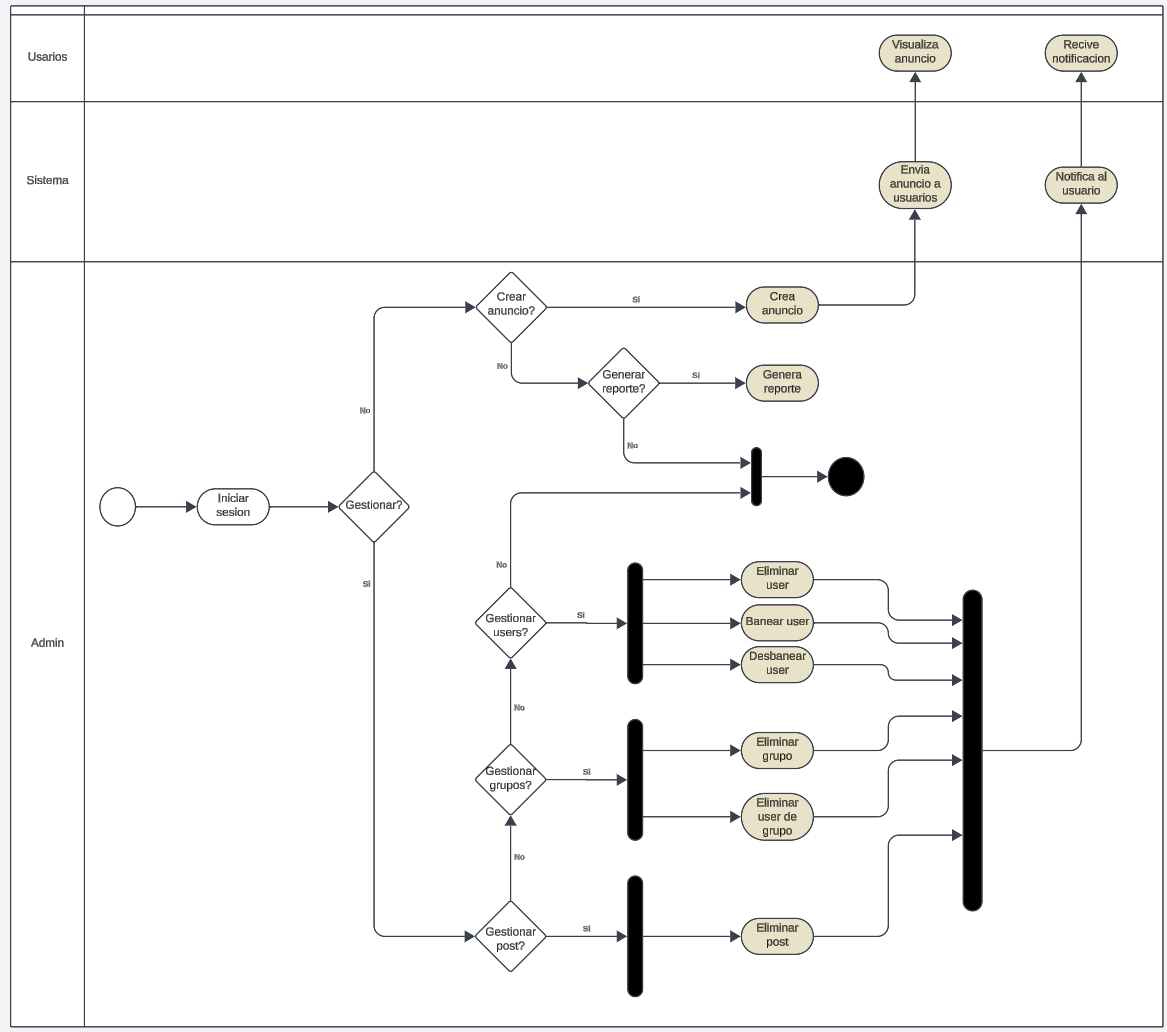 Usarios
Visualiza
anuncio
Recive
notificacion
Sistema
Envia
anuncio a
usuarios
Notifica al
usuario
Admin
Crear
anuncio?
Si
Crea
anuncio
No
Generar
reporte?
Si
Genera
reporte
No
No
Iniciar
sesion
Gestionar?
Si
No
Gestionar
users?
Si
Eliminar
user
Banear user
Desbanear
user
No
Gestionar
grupos?
Si
Eliminar
grupo
Eliminar
user de
grupo
No
Gestionar
post?
Si
Eliminar
post